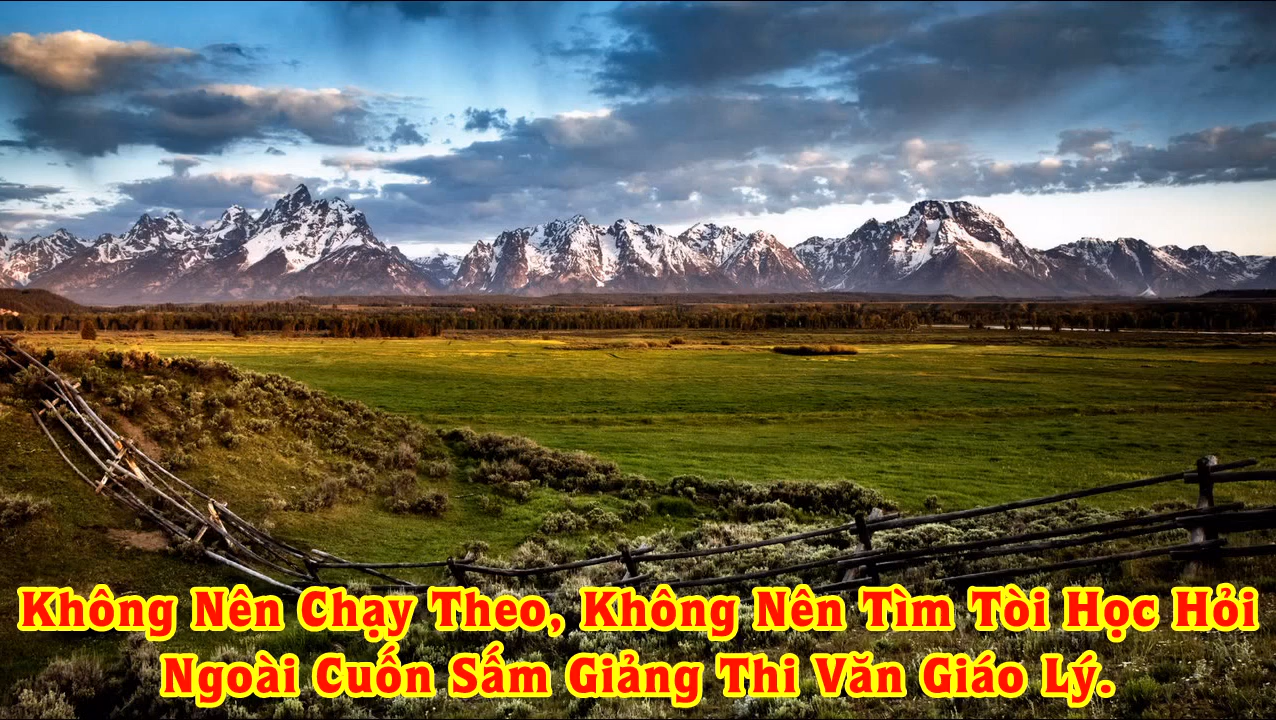 Không Nên Chạy Theo, Không Nên Tìm Tòi Học Hỏi
Ngoài Cuốn Sấm Giảng Thi Văn Giáo Lý.